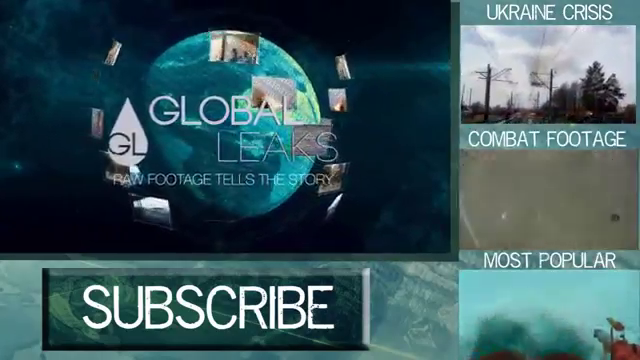 GLOBAL
LEAKS
GL
RAW FOOTAGE TELLS THE STORY
SUBSCRIBE
UKRAINE CRISIS
COMBAT FOOTAGE
MOST POPULAR